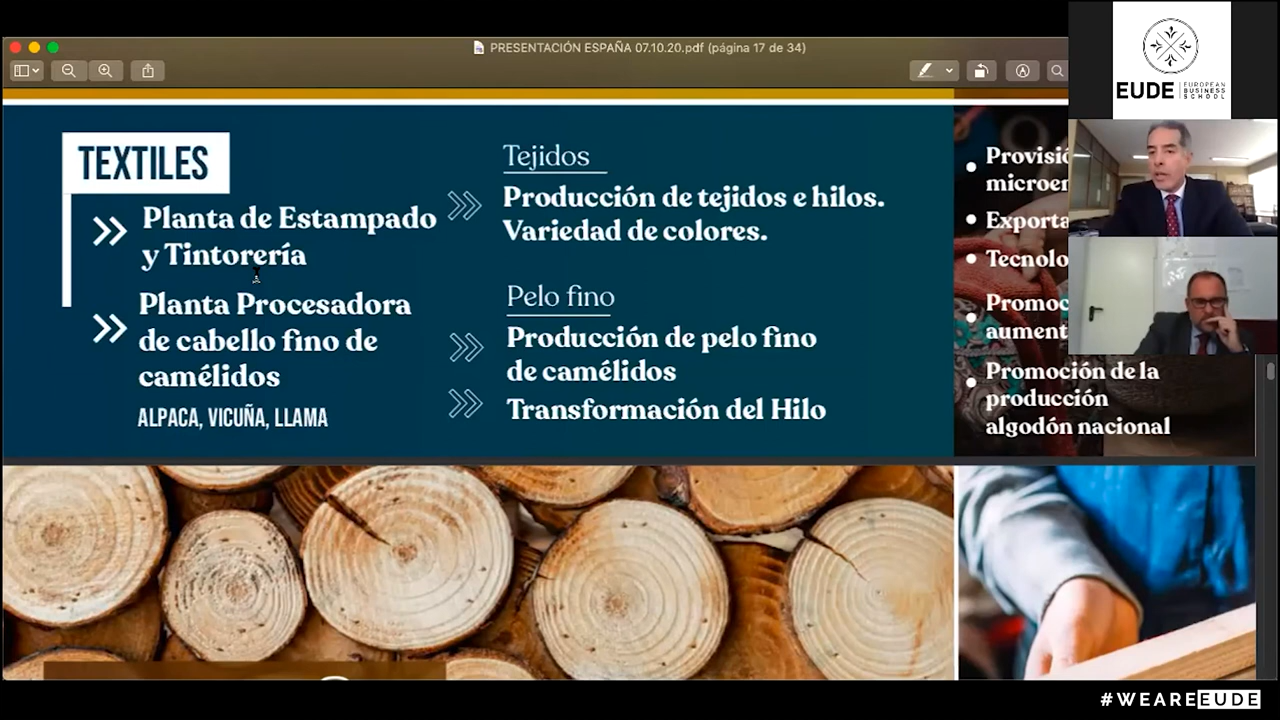 PRESENTACIÓN ESPAÑA 07.10.20.pdf (página 17 de 34)
EUDE
EUROPEAN
BUSINESS
SCHOOL
TEXTILES
Planta de Estampado
y Tintorería
Planta Procesadora
de cabello fino de
camélidos
ALPACA, VICUÑA, LLAMA
Tejidos
Producción de tejidos e hilos.
Variedad de colores.
Pelo fino
Producción de pelo fino
de camélidos
Transformación del Hilo
Promoción de la
producción
algodón nacional
#WEAREEUDE